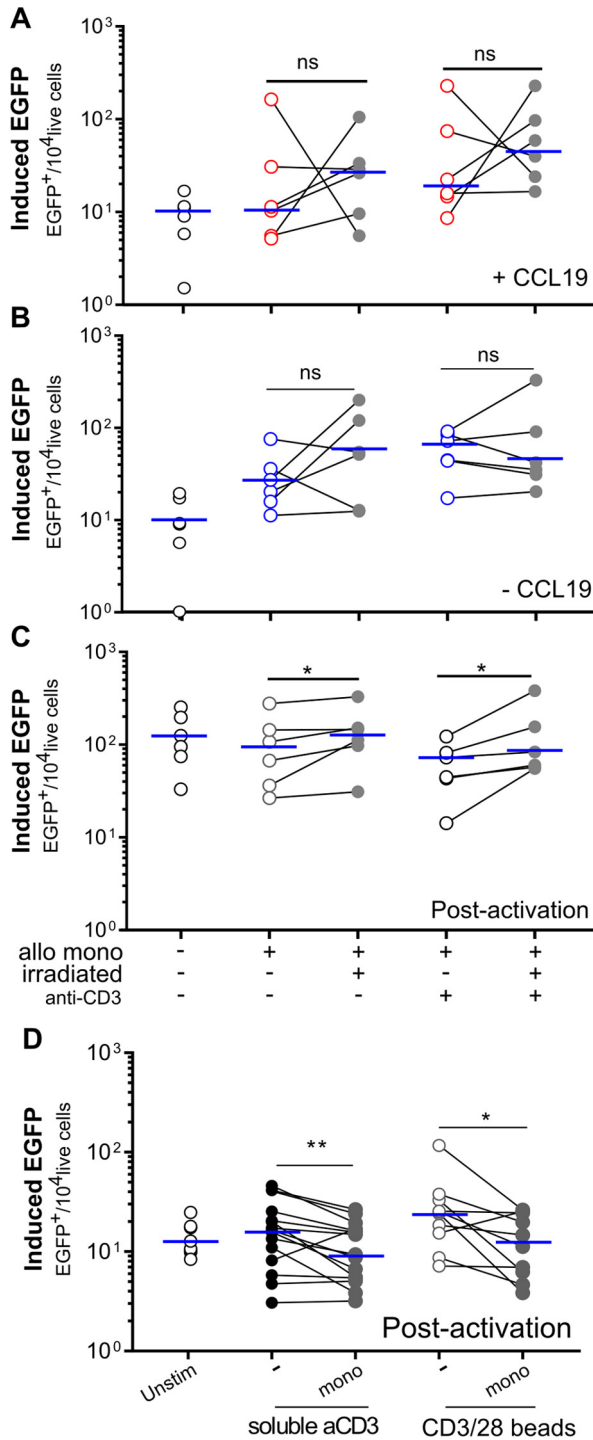 A
Induced EGFP
EGFP⁺/10⁴live cells
10³
10²
10¹
10⁰
ns
ns
+ CCL19
B
Induced EGFP
EGFP⁺/10⁴live cells
10³
10²
10¹
10⁰
ns
ns
- CCL19
C
Induced EGFP
EGFP⁺/10⁴live cells
10³
10²
10¹
10⁰
*
*
Post-activation
allo mono - + + + +
irradiated - - + - +
anti-CD3 - - - + +
D
Induced EGFP
EGFP⁺/10⁴live cells
10³
10²
10¹
10⁰
**
*
Post-activation
Unstim - mono - mono
soluble aCD3 CD3/28 beads